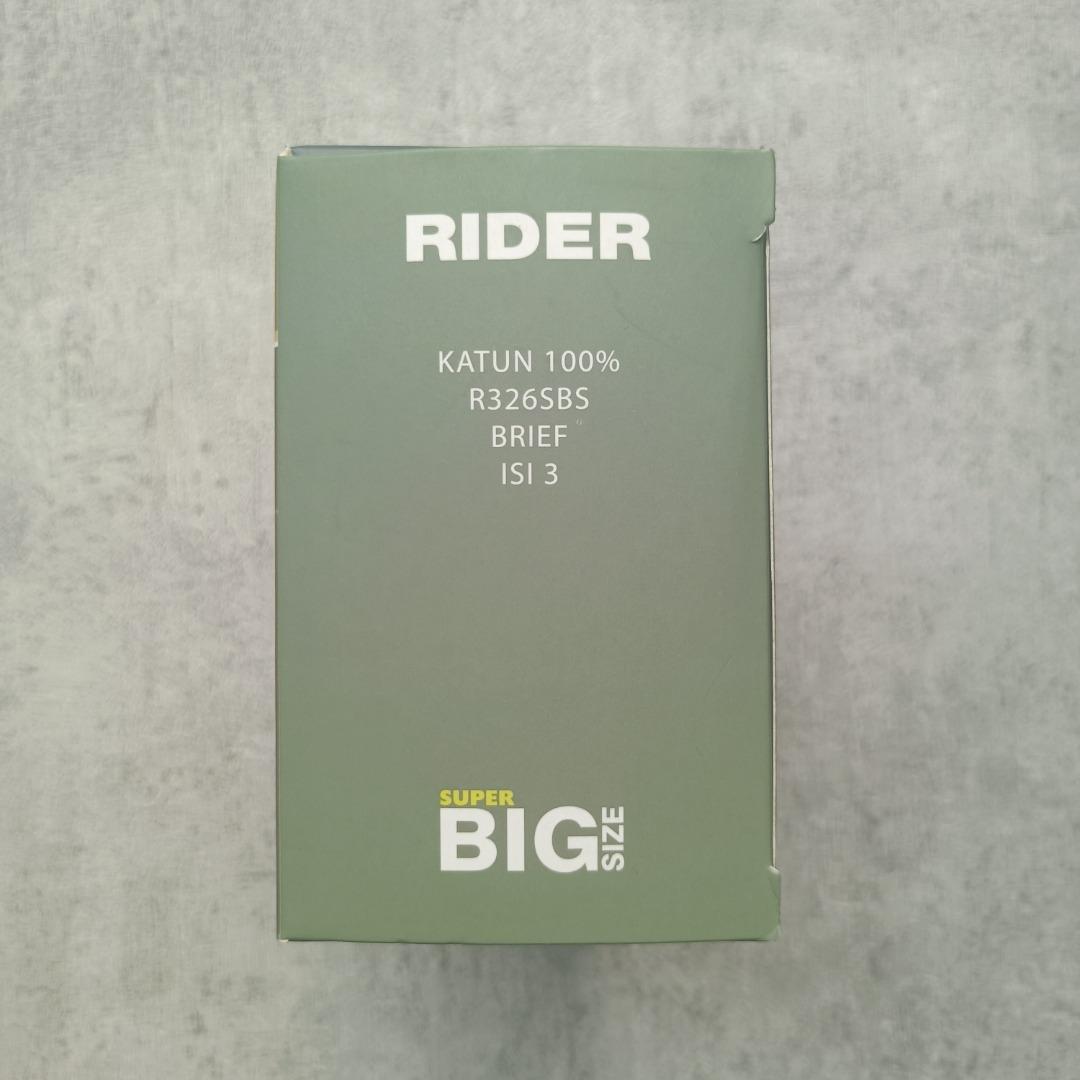 RIDER
KATUN 100%
R326SBS
BRIEF
ISI 3
SUPER
BIG SIZE